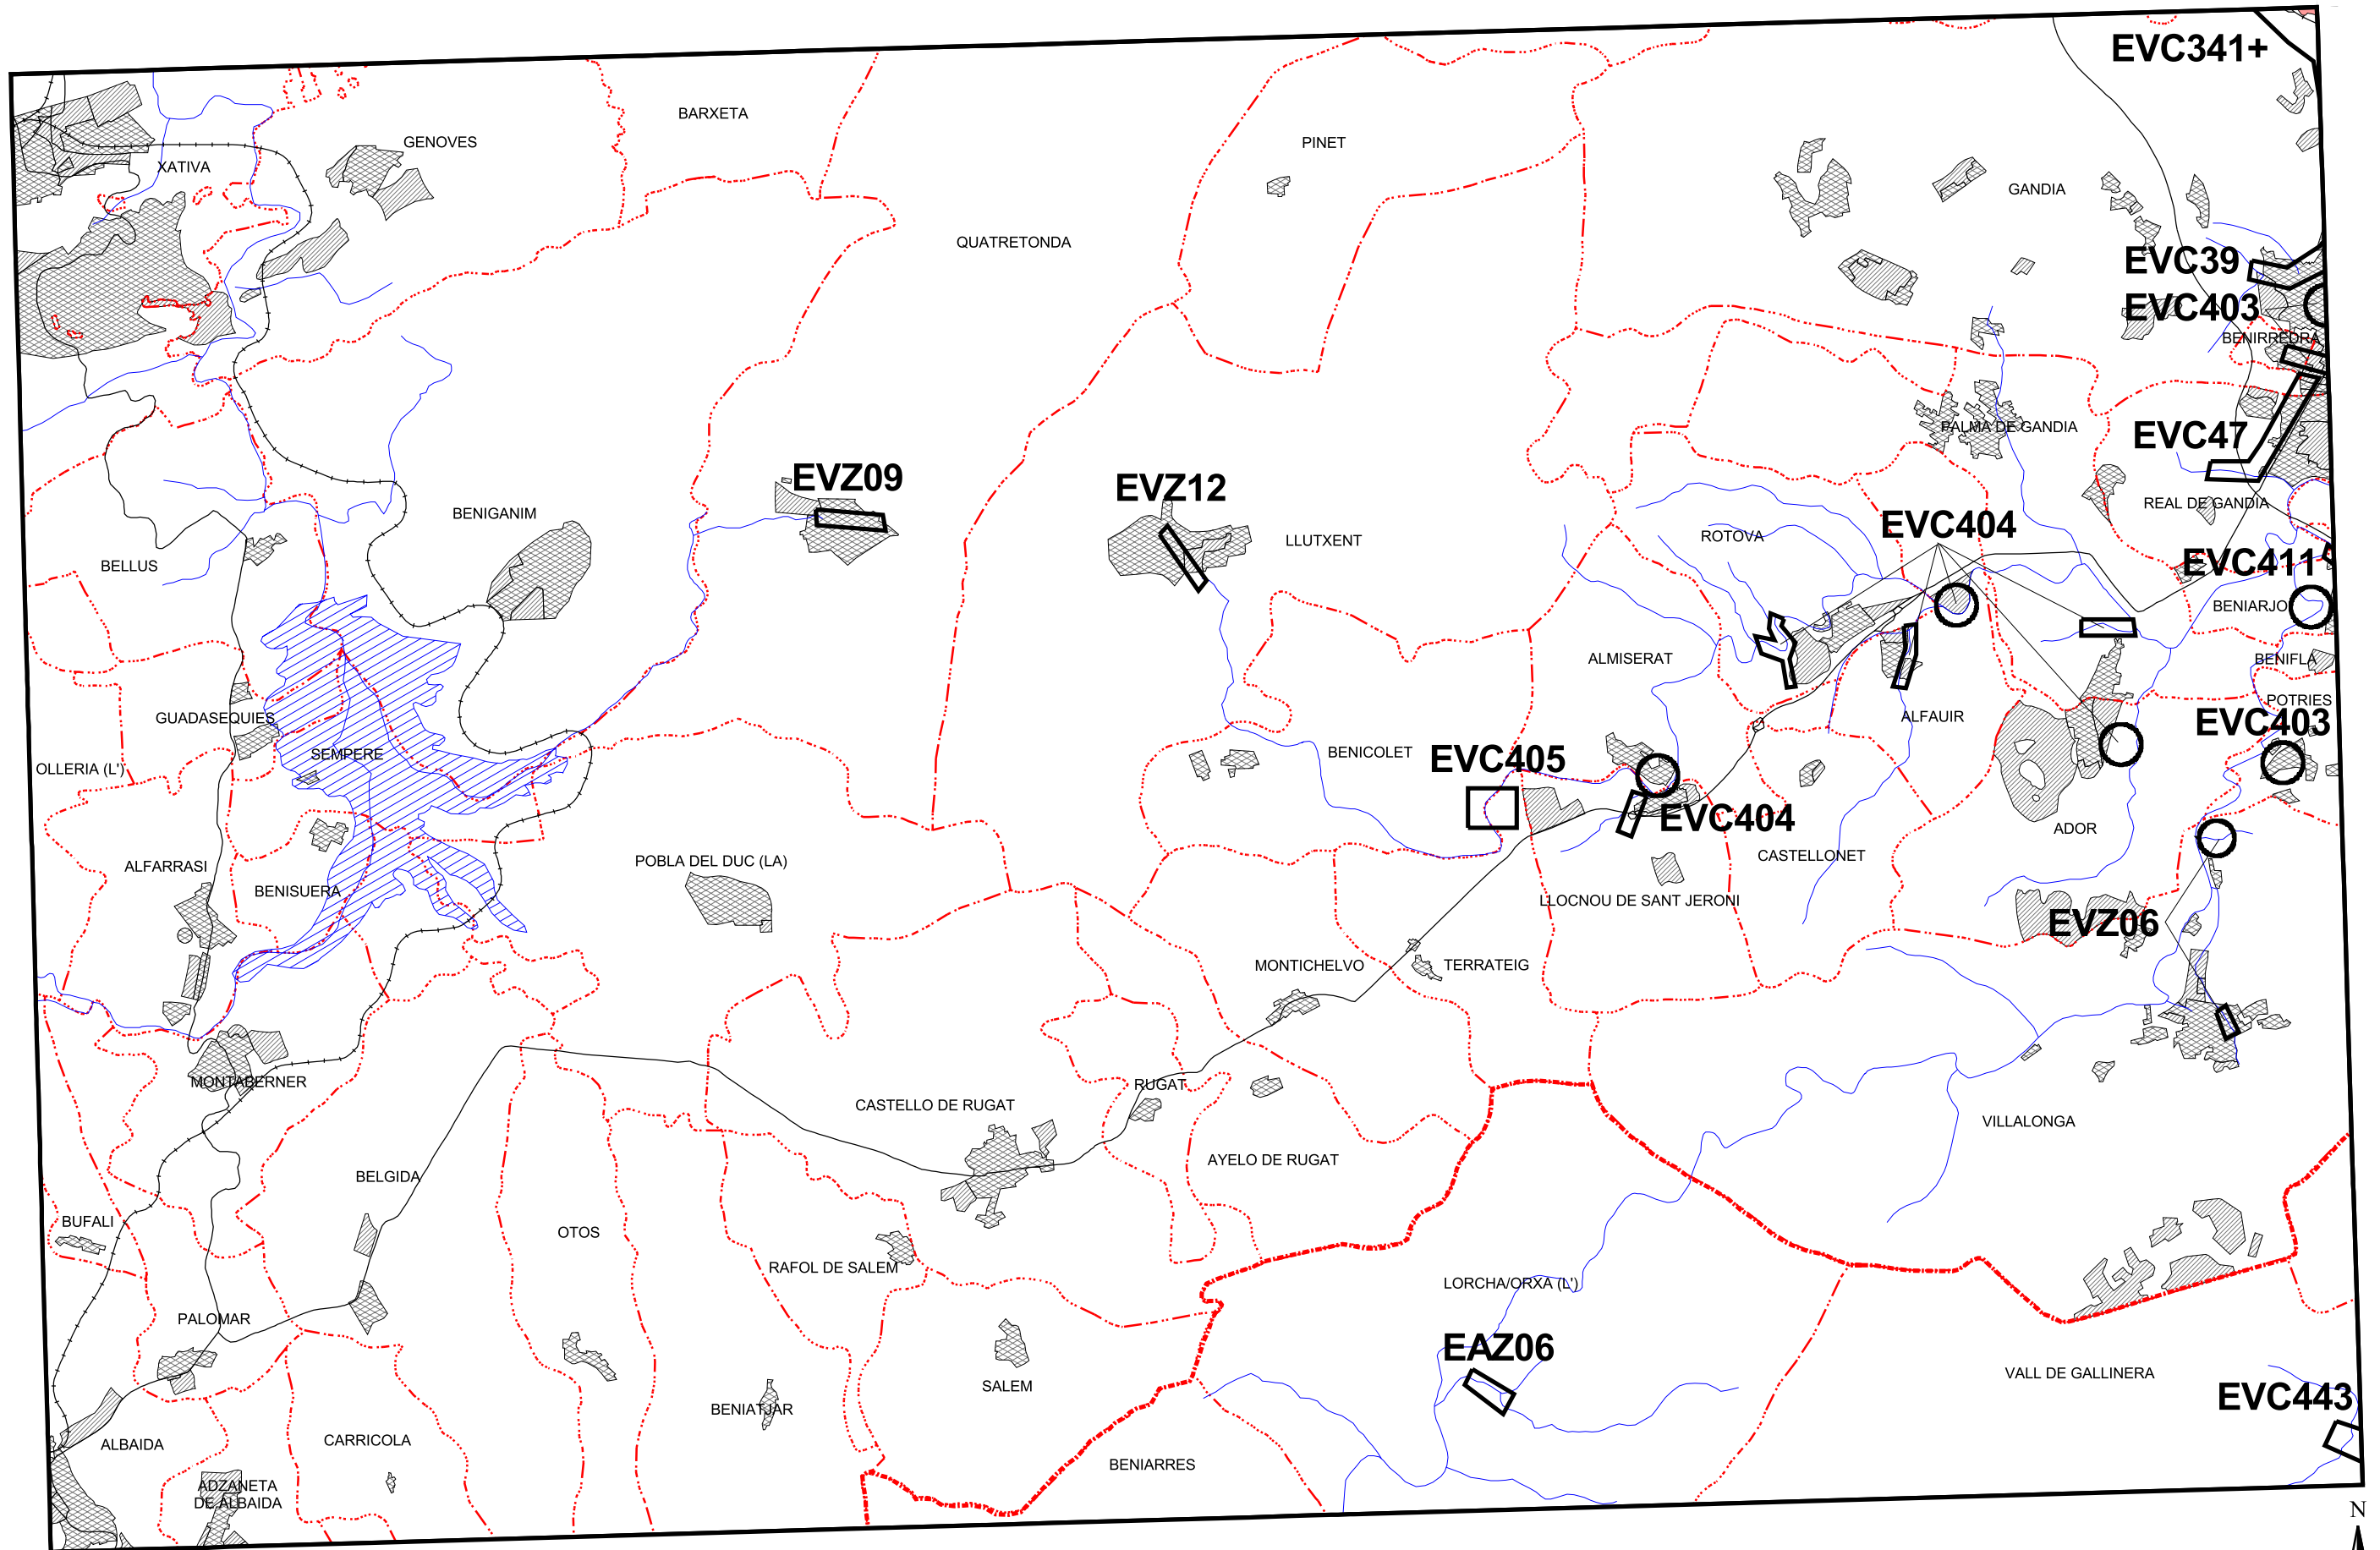 EVC341+
BARXETA
GENOVES
PINET
XATIVA
GANDIA
QUATRETONDA
EVC39
EVC403
BENIRREDRA
PALMA DE GANDIA
EVC47
EVZ09
EVZ12
REAL DE GANDIA
BENIGANIM
EVC404
ROTOVA
LLUTXENT
EVC411
BELLUS
BENIARJO
ALMISERAT
BENIFLA
POTRIES
GUADASEQUIES
ALFAUIR
EVC403
SEMPERE
BENICOLET
EVC405
OLLERIA (L')
EVC404
ADOR
POBLA DEL DUC (LA)
CASTELLONET
ALFARRASI
BENISUERA
LLOCNOU DE SANT JERONI
EVZ06
MONTICHELVO
TERRATEIG
MONTABERNER
RUGAT
CASTELLO DE RUGAT
VILLALONGA
AYELO DE RUGAT
BELGIDA
BUFALI
OTOS
RAFOL DE SALEM
LORCHA/ORXA (L')
PALOMAR
EAZ06
VALL DE GALLINERA
SALEM
EVC443
BENIATJAR
CARRICOLA
ALBAIDA
BENIARRES
ADZANETA
DE ALBAIDA
N